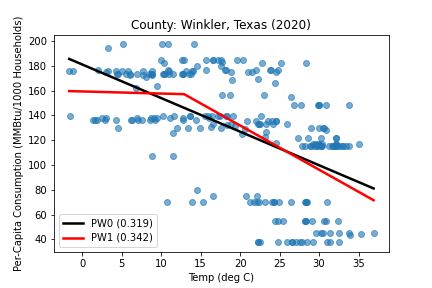 County: Winkler, Texas (2020)
Per-Capita Consumption (MMBtu/1000 Households)
200
180
160
140
120
100
80
60
40
PW0 (0.319)
PW1 (0.342)
0 5 10 15 20 25 30 35
Temp (deg C)